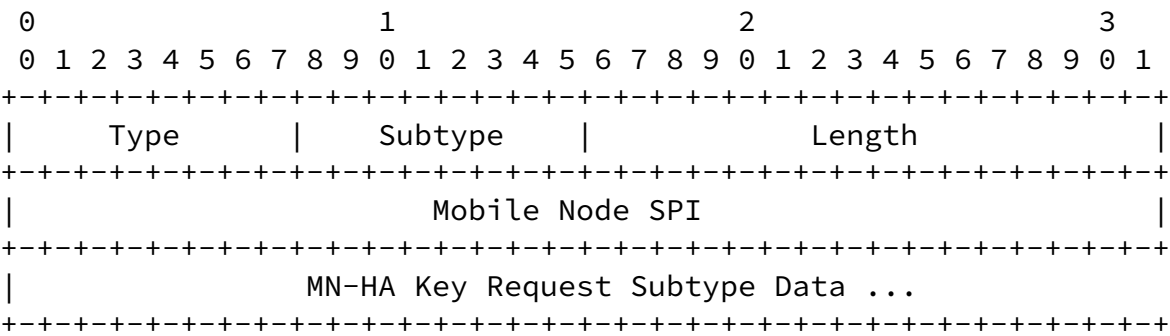 0                   1                   2                   3
 0 1 2 3 4 5 6 7 8 9 0 1 2 3 4 5 6 7 8 9 0 1 2 3 4 5 6 7 8 9 0 1
+-+-+-+-+-+-+-+-+-+-+-+-+-+-+-+-+-+-+-+-+-+-+-+-+-+-+-+-+-+-+-+-+
|     Type      |    Subtype    |            Length             |
+-+-+-+-+-+-+-+-+-+-+-+-+-+-+-+-+-+-+-+-+-+-+-+-+-+-+-+-+-+-+-+-+
|                       Mobile Node SPI                         |
+-+-+-+-+-+-+-+-+-+-+-+-+-+-+-+-+-+-+-+-+-+-+-+-+-+-+-+-+-+-+-+-+
|                MN-HA Key Request Subtype Data ...
+-+-+-+-+-+-+-+-+-+-+-+-+-+-+-+-+-+-+-+-+-+-+-+-+-+-+-+-+-+-+-+-+